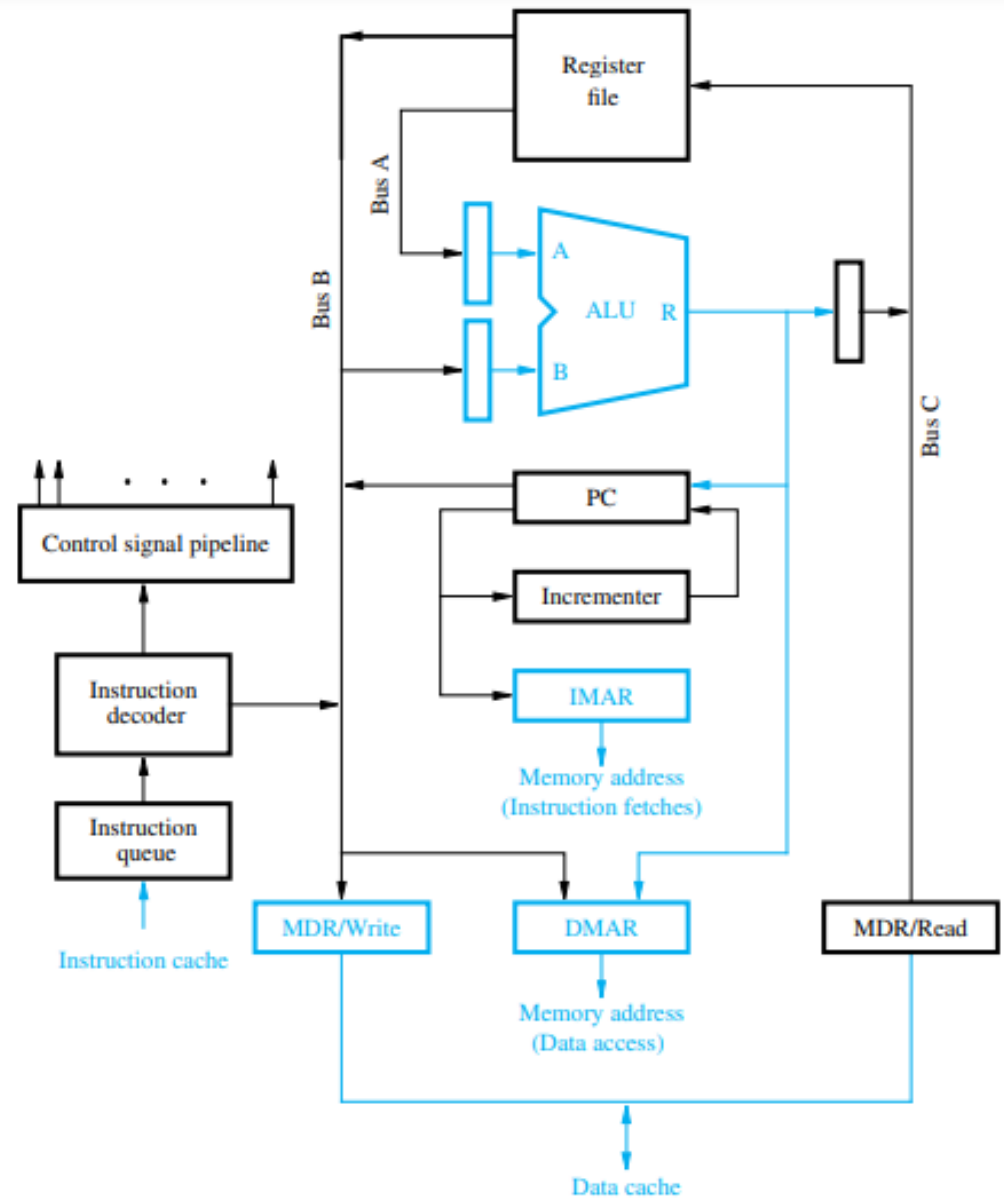 Register
file
Bus A
Bus B
A
ALU
R
B
Bus C
. . .
PC
Control signal pipeline
Incrementer
Instruction
decoder
IMAR
Memory address
(Instruction fetches)
Instruction
queue
MDR/Write
DMAR
MDR/Read
Instruction cache
Memory address
(Data access)
Data cache